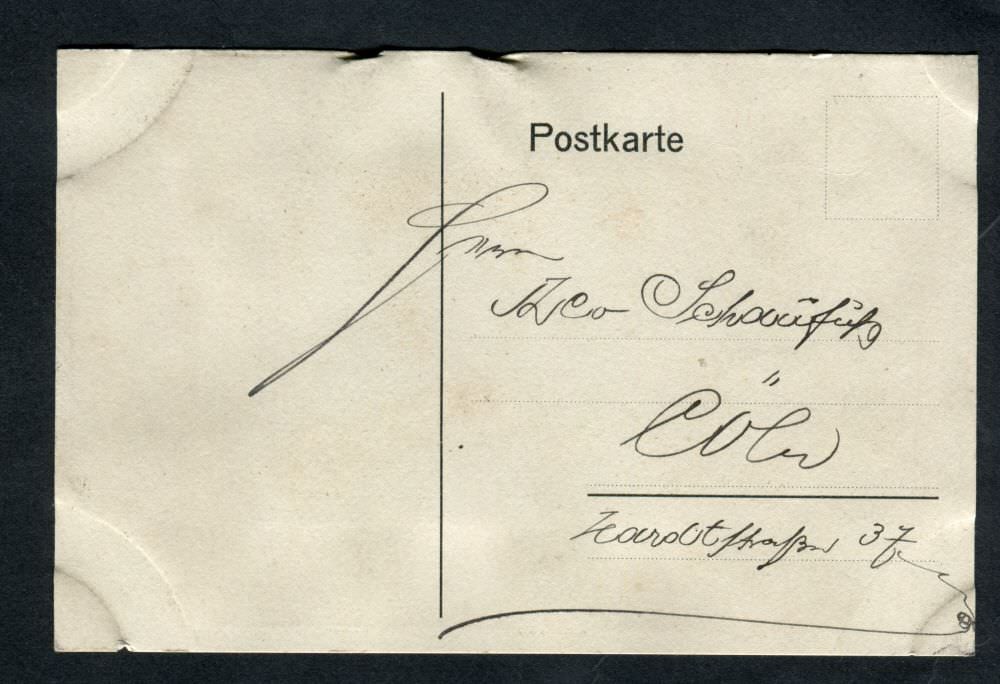 Postkarte
Herrn
Leo Schaufuß
Cöln
Hardtstraße 37